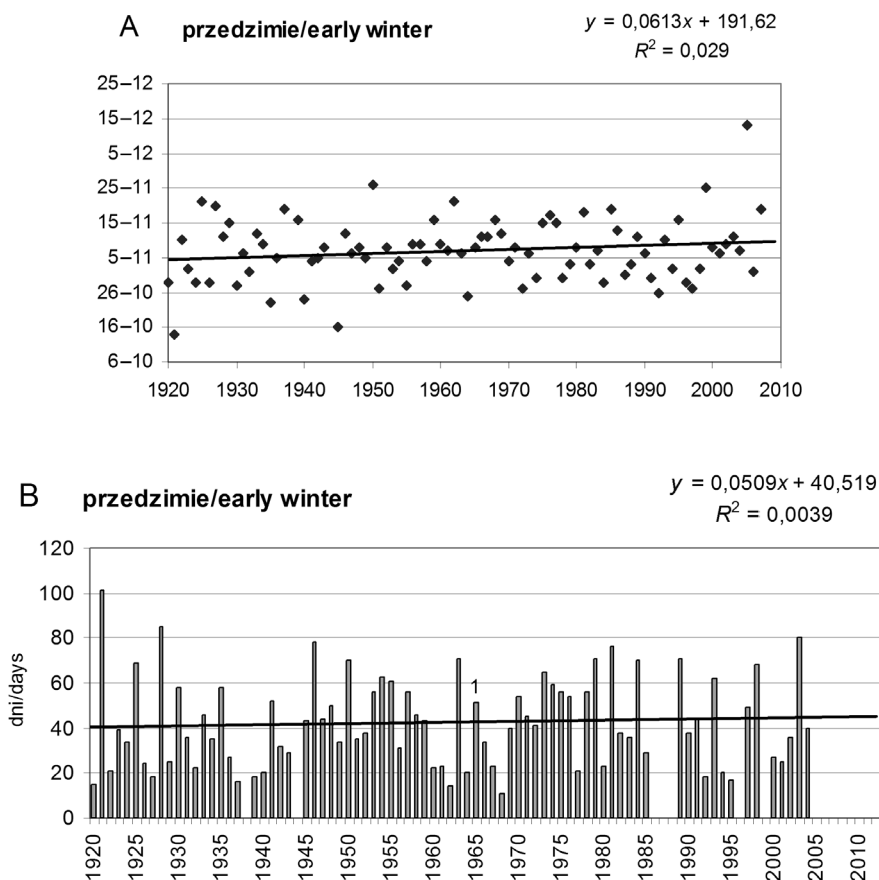 A
przedzimie/early winter
y = 0,0613x + 191,62
R² = 0,029
25–12
15–12
5–12
25–11
15–11
5–11
26–10
16–10
6–10
1920 1930 1940 1950 1960 1970 1980 1990 2000 2010
B
przedzimie/early winter
y = 0,0509x + 40,519
R² = 0,0039
dni/days
120
100
80
60
40
20
0
1
1920 1925 1930 1935 1940 1945 1950 1955 1960 1965 1970 1975 1980 1985 1990 1995 2000 2005 2010